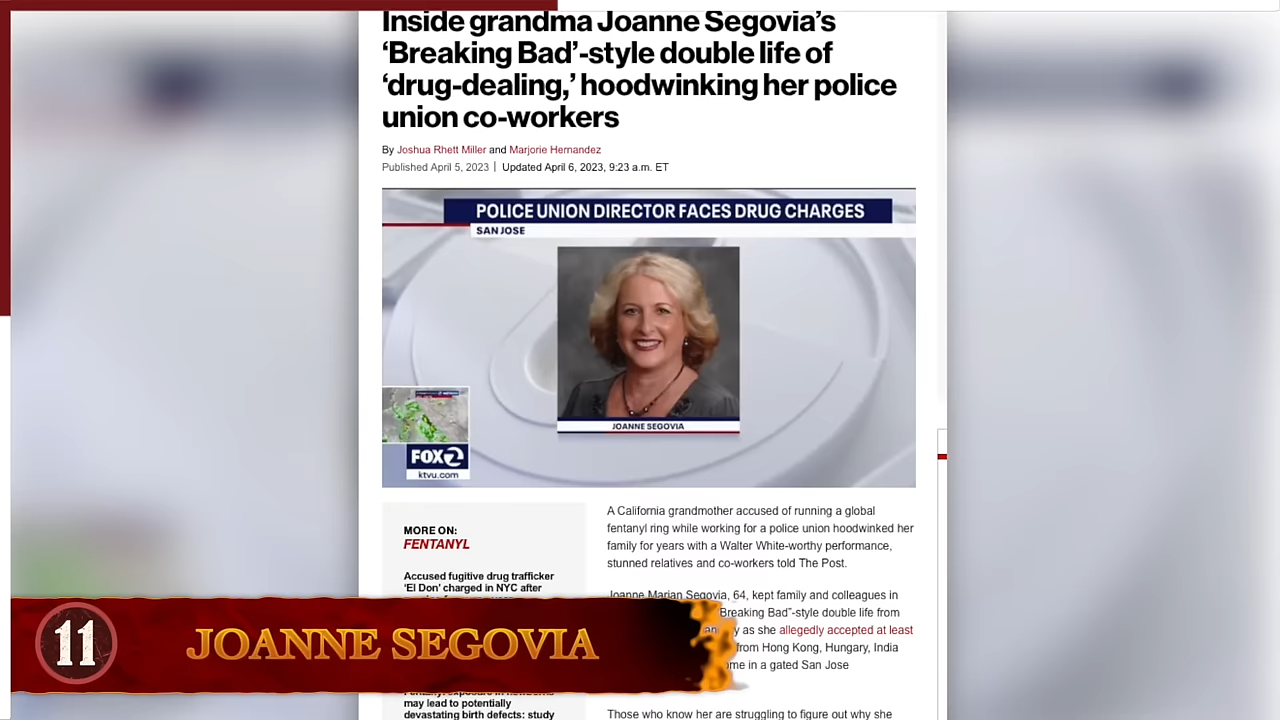 Inside grandma Joanne Segovia's
'Breaking Bad'-style double life of
'drug-dealing,' hoodwinking her police
union co-workers
By Joshua Rhett Miller and Marjorie Hernandez
Published April 5, 2023 | Updated April 6, 2023, 9:23 a.m. ET
POLICE UNION DIRECTOR FACES DRUG CHARGES
SAN JOSE
JOANNE SEGOVIA
FOX 2
ktvu.com
MORE ON:
FENTANYL
Accused fugitive drug trafficker
'El Don' charged in NYC after
A California grandmother accused of running a global
fentanyl ring while working for a police union hoodwinked her
family for years with a Walter White-worthy performance,
stunned relatives and co-workers told The Post.
Joanne Marian Segovia, 64, kept family and colleagues in
Breaking Bad"-style double life from
as she allegedly accepted at least
from Hong Kong, Hungary, India
in a gated San Jose
11 JOANNE SEGOVIA
may lead to potentially
devastating birth defects: study
Those who know her are struggling to figure out why she